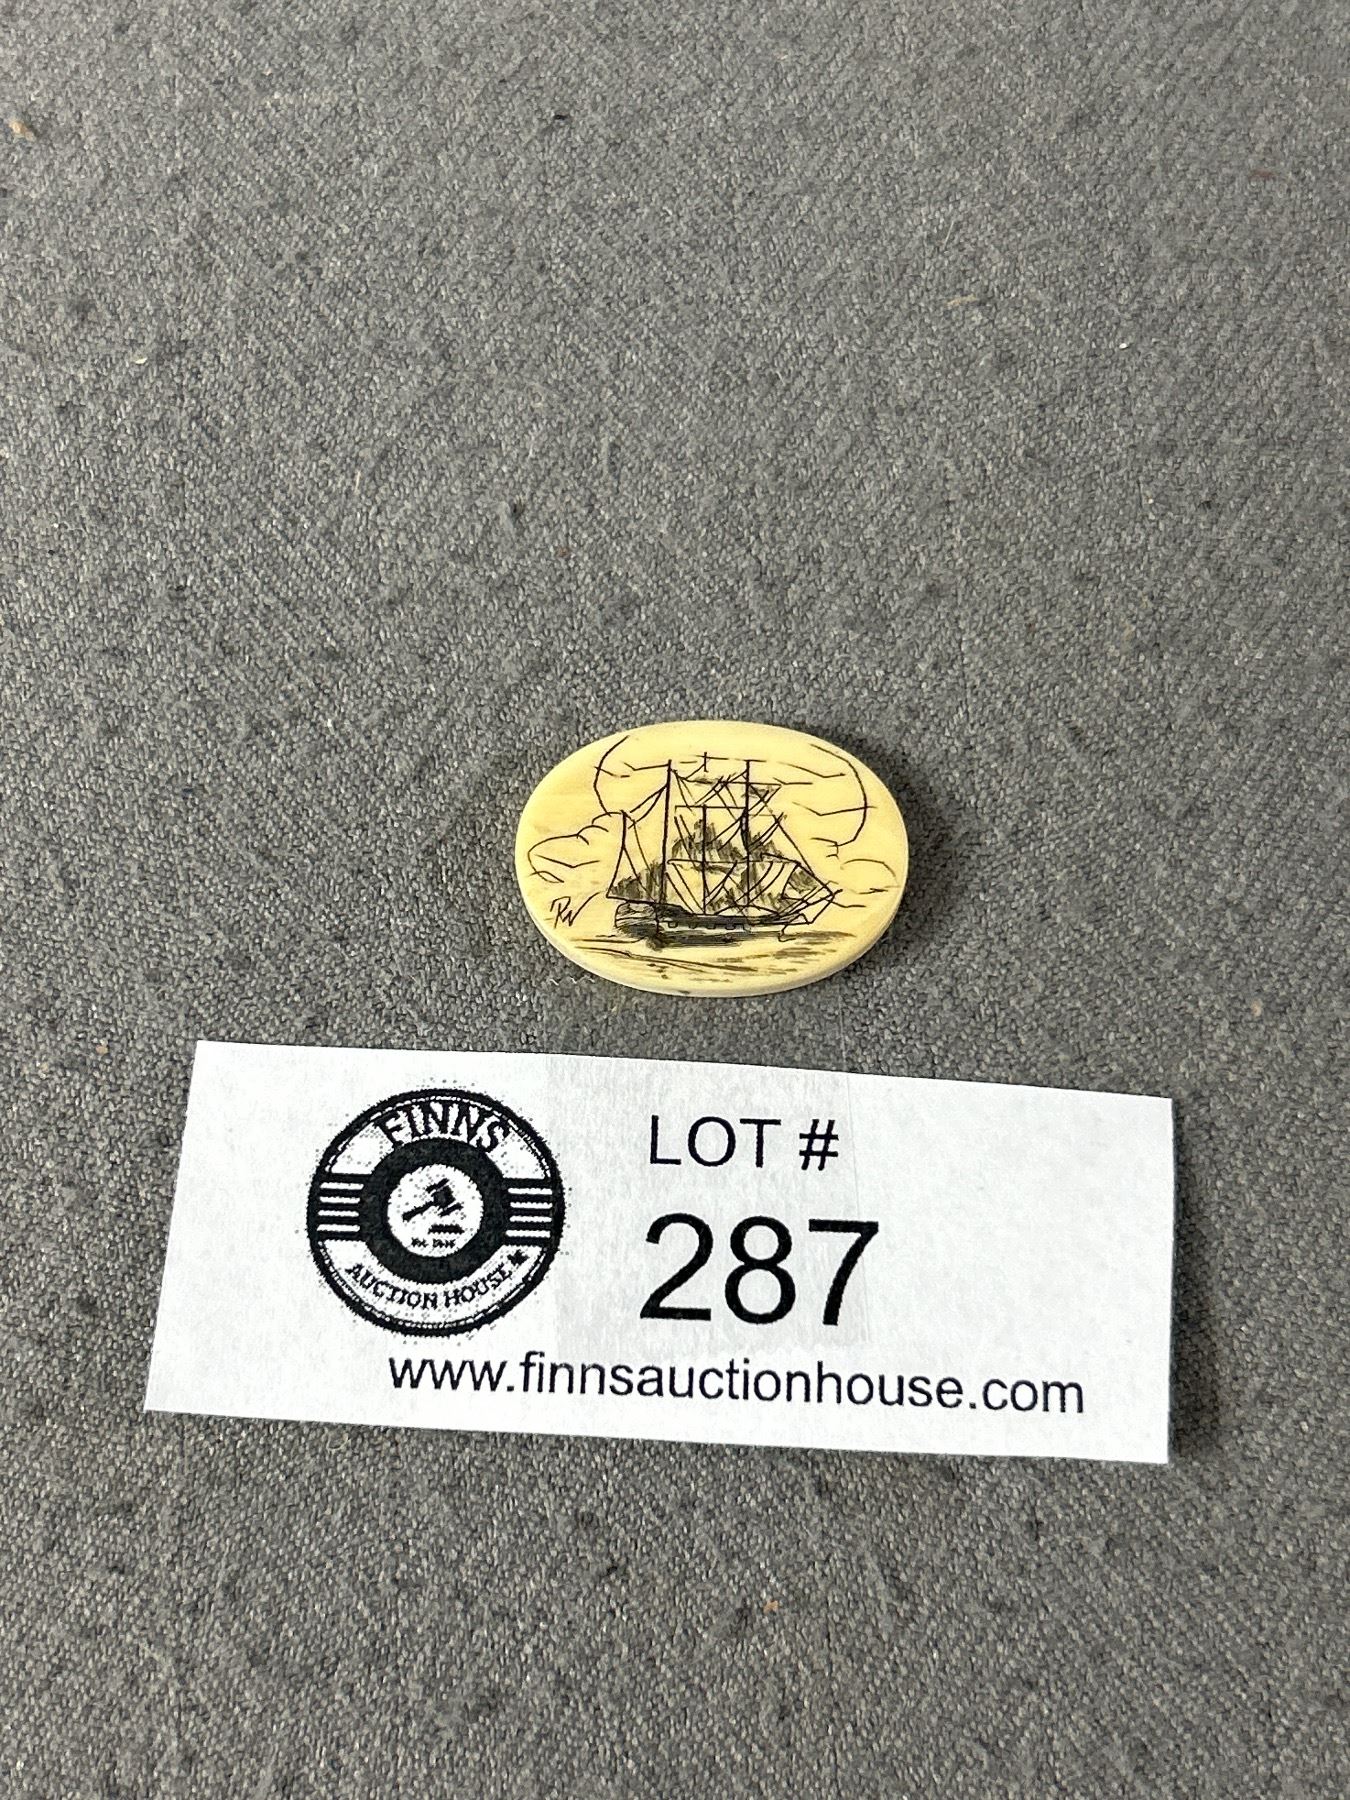 FINNS
AUCTION HOUSE
LOT #
287
www.finnsauctionhouse.com